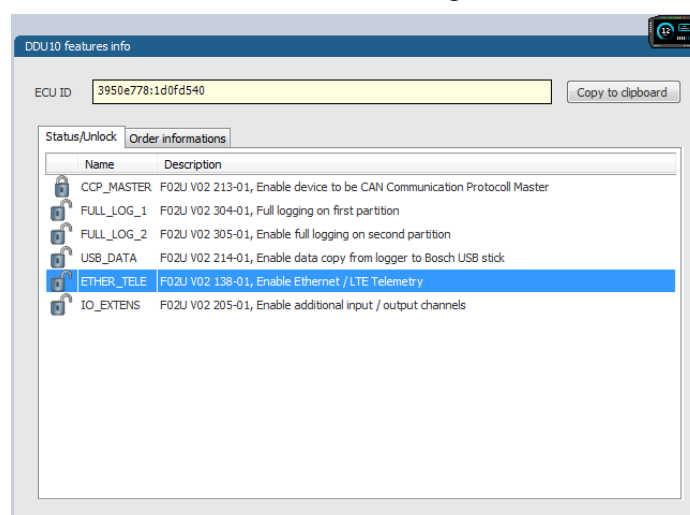 DDU10 features info
12
ECU ID 3950e778:1d0fd540 Copy to clipboard
Status/Unlock Order informations
Name Description
CCP_MASTER F02U V02 213-01, Enable device to be CAN Communication Protocoll Master
FULL_LOG_1 F02U V02 304-01, Full logging on first partition
FULL_LOG_2 F02U V02 305-01, Enable full logging on second partition
USB_DATA F02U V02 214-01, Enable data copy from logger to Bosch USB stick
ETHER_TELE F02U V02 138-01, Enable Ethernet / LTE Telemetry
IO_EXTENS F02U V02 205-01, Enable additional input / output channels